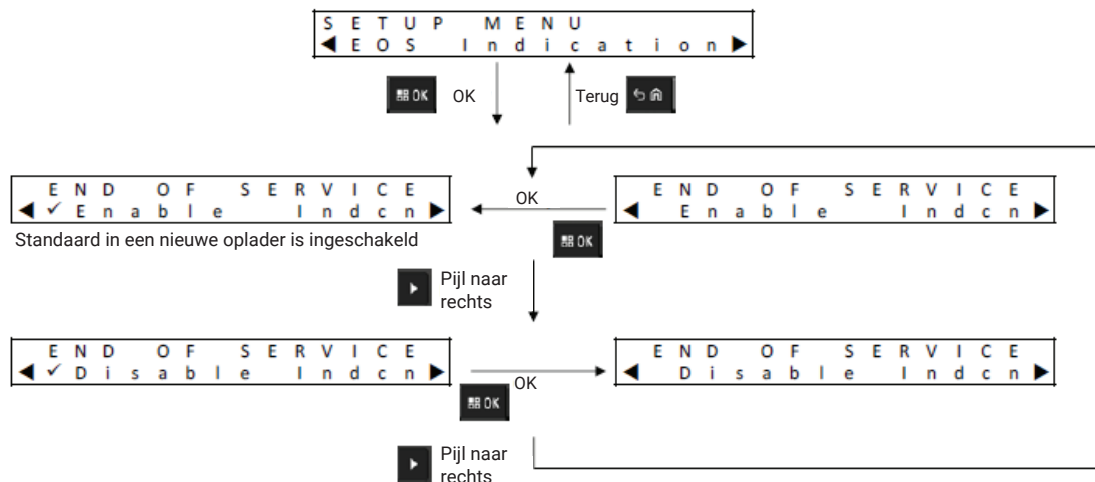 SETUP MENU
◀EOS Indication▶
OK
OK
Terug
END OF SERVICE
◀✓Enable Indcn▶
OK
END OF SERVICE
◀ Enable Indcn▶
Standaard in een nieuwe oplader is ingeschakeld
OK
Pijl naar
rechts
END OF SERVICE
◀✓Disable Indcn▶
OK
END OF SERVICE
◀ Disable Indcn▶
OK
Pijl naar
rechts